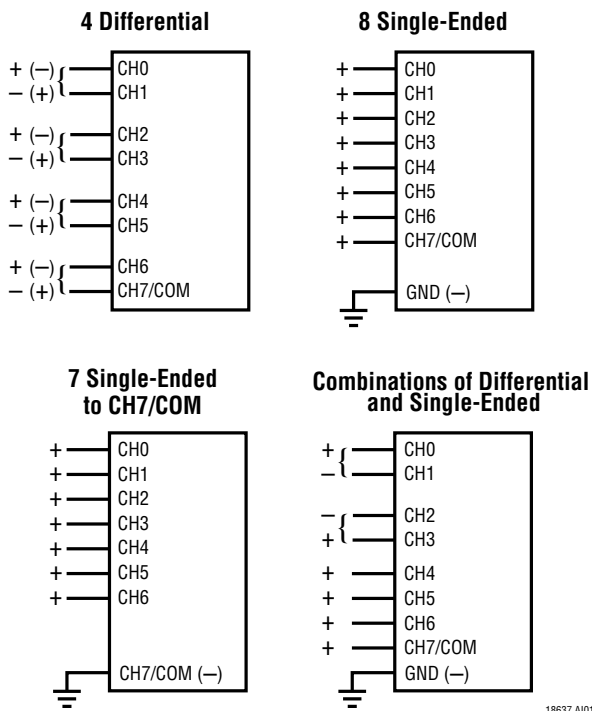 4 Differential
+ (–) { CH0
– (+) CH1
+ (–) { CH2
– (+) CH3
+ (–) { CH4
– (+) CH5
+ (–) { CH6
– (+) CH7/COM
8 Single-Ended
+ CH0
+ CH1
+ CH2
+ CH3
+ CH4
+ CH5
+ CH6
+ CH7/COM
GND (–)
7 Single-Ended
to CH7/COM
+ CH0
+ CH1
+ CH2
+ CH3
+ CH4
+ CH5
+ CH6
CH7/COM (–)
Combinations of Differential
and Single-Ended
+ { CH0
– CH1
– { CH2
+ CH3
+ CH4
+ CH5
+ CH6
+ CH7/COM
GND (–)
18637 AI01